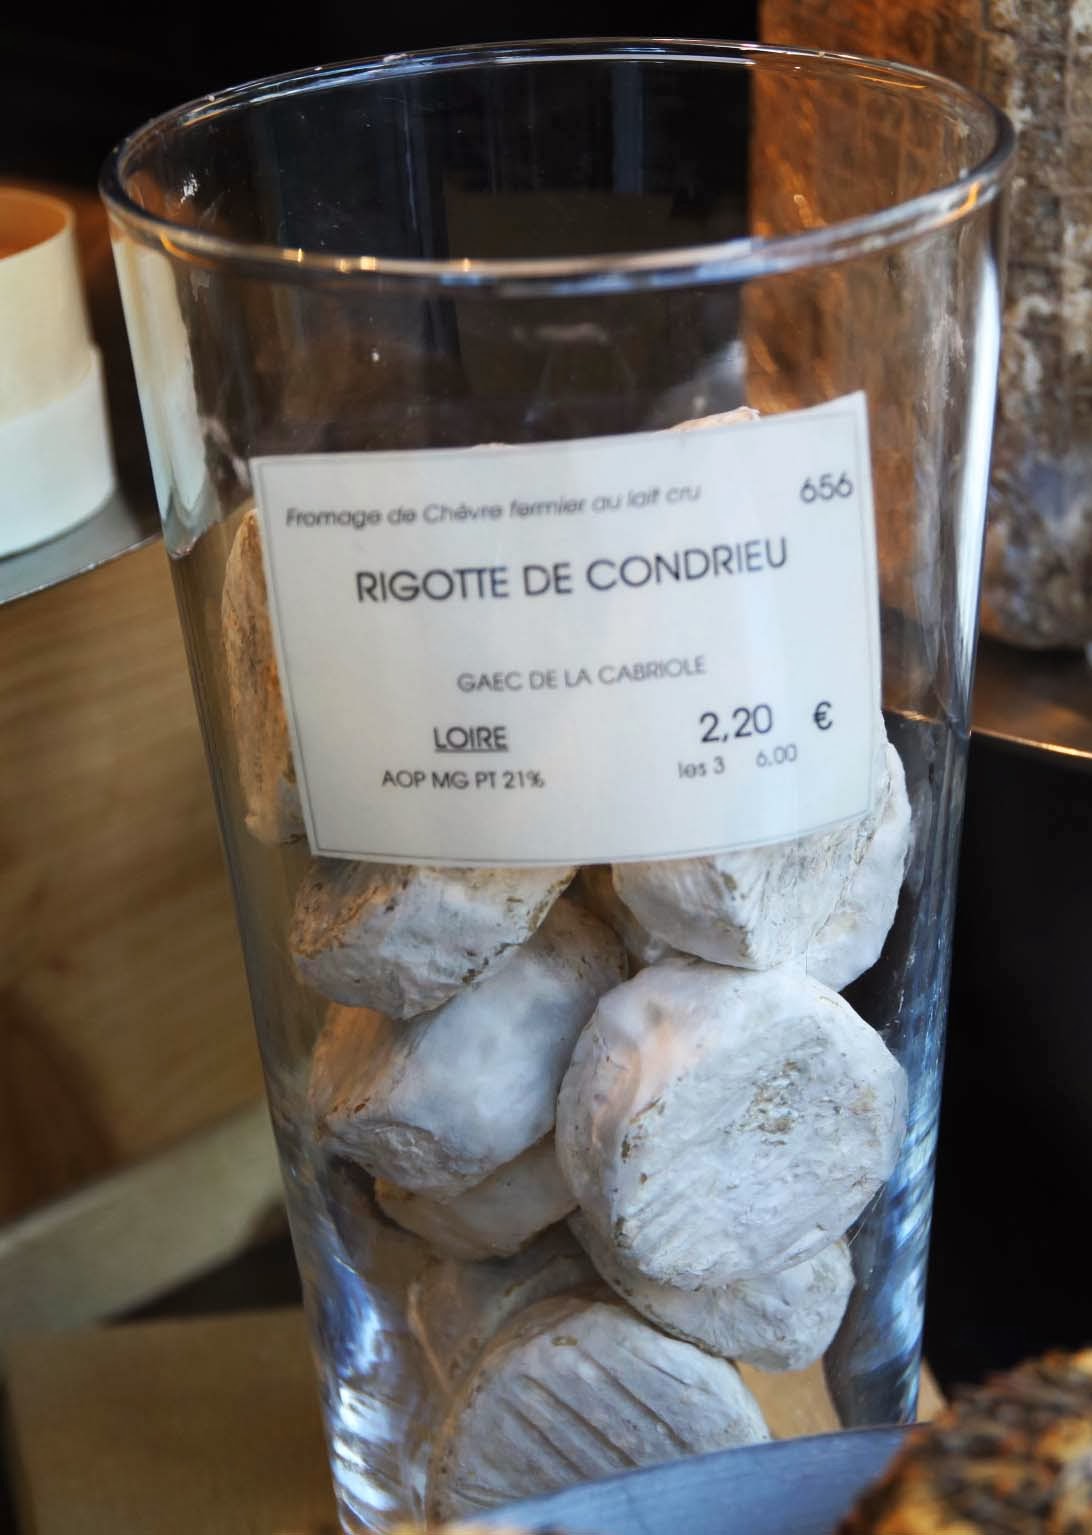 Fromage de Chèvre fermier au lait cru 656
RIGOTTE DE CONDRIEU
GAEC DE LA CABRIOLE
LOIRE 2,20 €
AOP MG PT 21% les 3 6.00